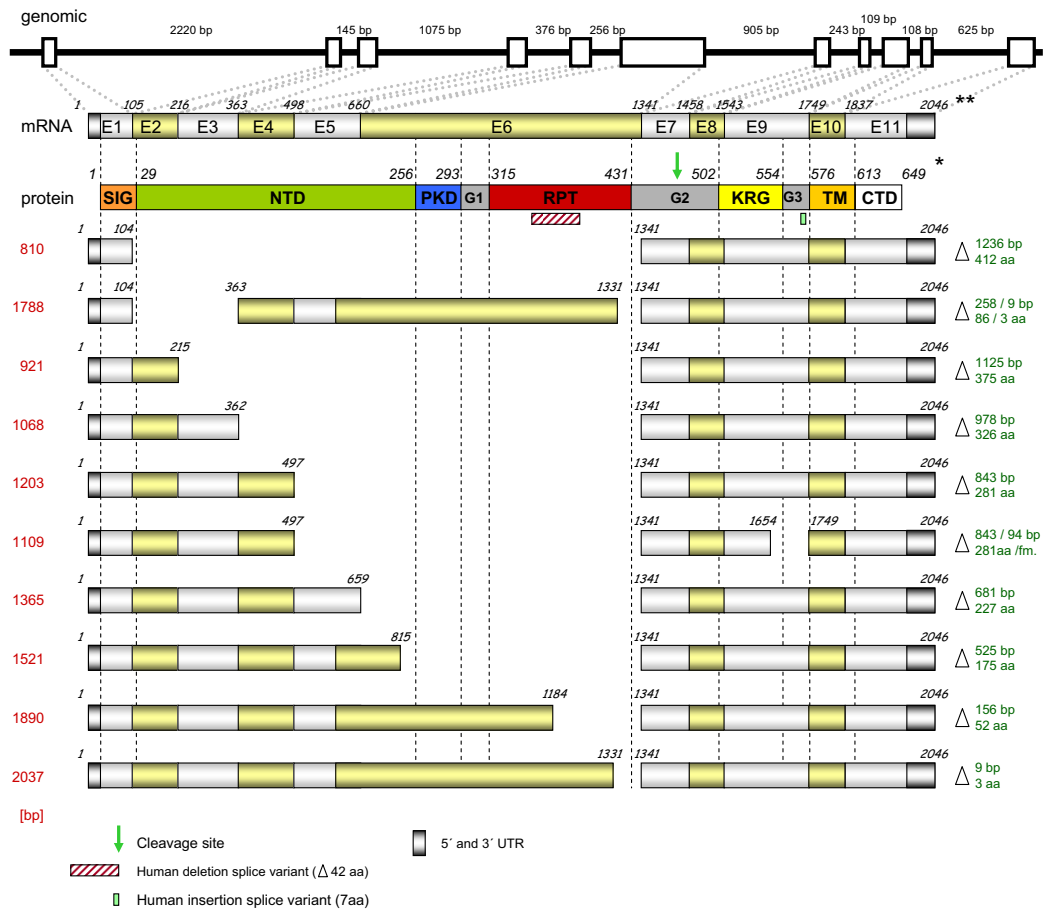 genomic
2220 bp 145 bp 1075 bp 376 bp 256 bp 905 bp 243 bp 109 bp 108 bp 625 bp
1 105 216 363 498 660 1341 1458 1543 1749 1837 2046 **
mRNA E1 E2 E3 E4 E5 E6 E7 E8 E9 E10 E11
1 29 256 293 315 431 502 554 576 613 649 *
protein SIG NTD PKD G1 RPT G2 KRG G3 TM CTD
1 104 1341 2046
810 Δ 1236 bp
412 aa
1 104 363 1331 1341 2046
1788 Δ 258 / 9 bp
86 / 3 aa
1 215 1341 2046
921 Δ 1125 bp
375 aa
1 362 1341 2046
1068 Δ 978 bp
326 aa
1 497 1341 2046
1203 Δ 843 bp
281 aa
1 497 1341 1654 1749 2046
1109 Δ 843 / 94 bp
281aa /fm.
1 659 1341 2046
1365 Δ 681 bp
227 aa
1 815 1341 2046
1521 Δ 525 bp
175 aa
1 1184 1341 2046
1890 Δ 156 bp
52 aa
1 1331 1341 2046
2037 Δ 9 bp
3 aa
[bp]
Cleavage site 5´ and 3´ UTR
Human deletion splice variant (Δ 42 aa)
Human insertion splice variant (7aa)